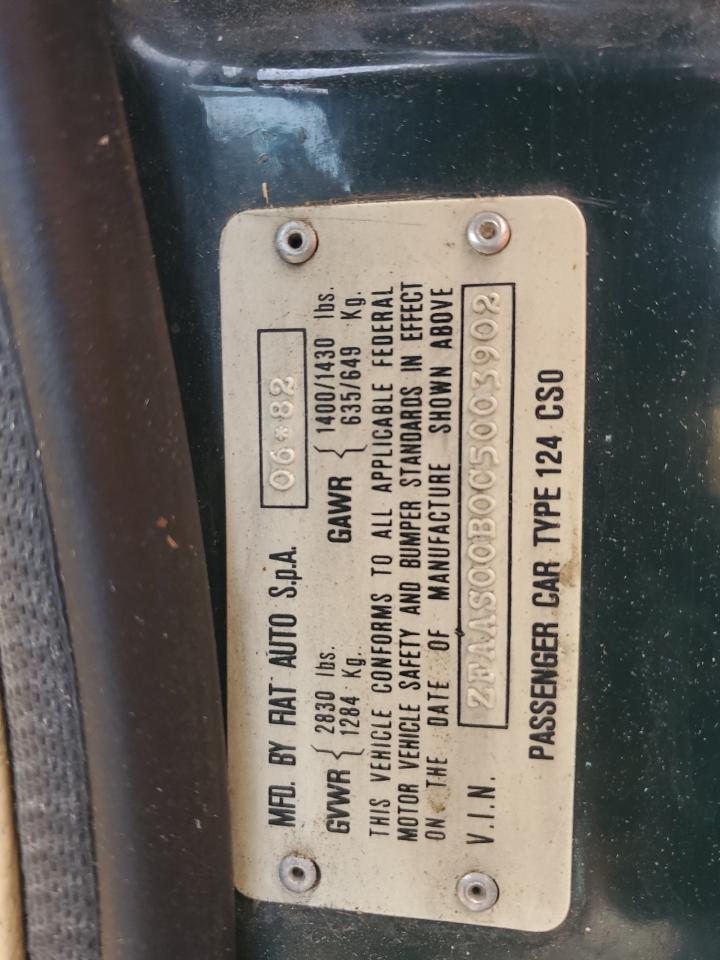 MFD. BY FIAT AUTO S.p.A. 06*82
GVWR { 2830 lbs. GAWR { 1400/1430 lbs.
1284 Kg. 635/649 Kg.
THIS VEHICLE CONFORMS TO ALL APPLICABLE FEDERAL
MOTOR VEHICLE SAFETY AND BUMPER STANDARDS IN EFFECT
ON THE DATE OF MANUFACTURE SHOWN ABOVE
V.I.N. ZFAAS00B0C5003902
PASSENGER CAR TYPE 124 CS0